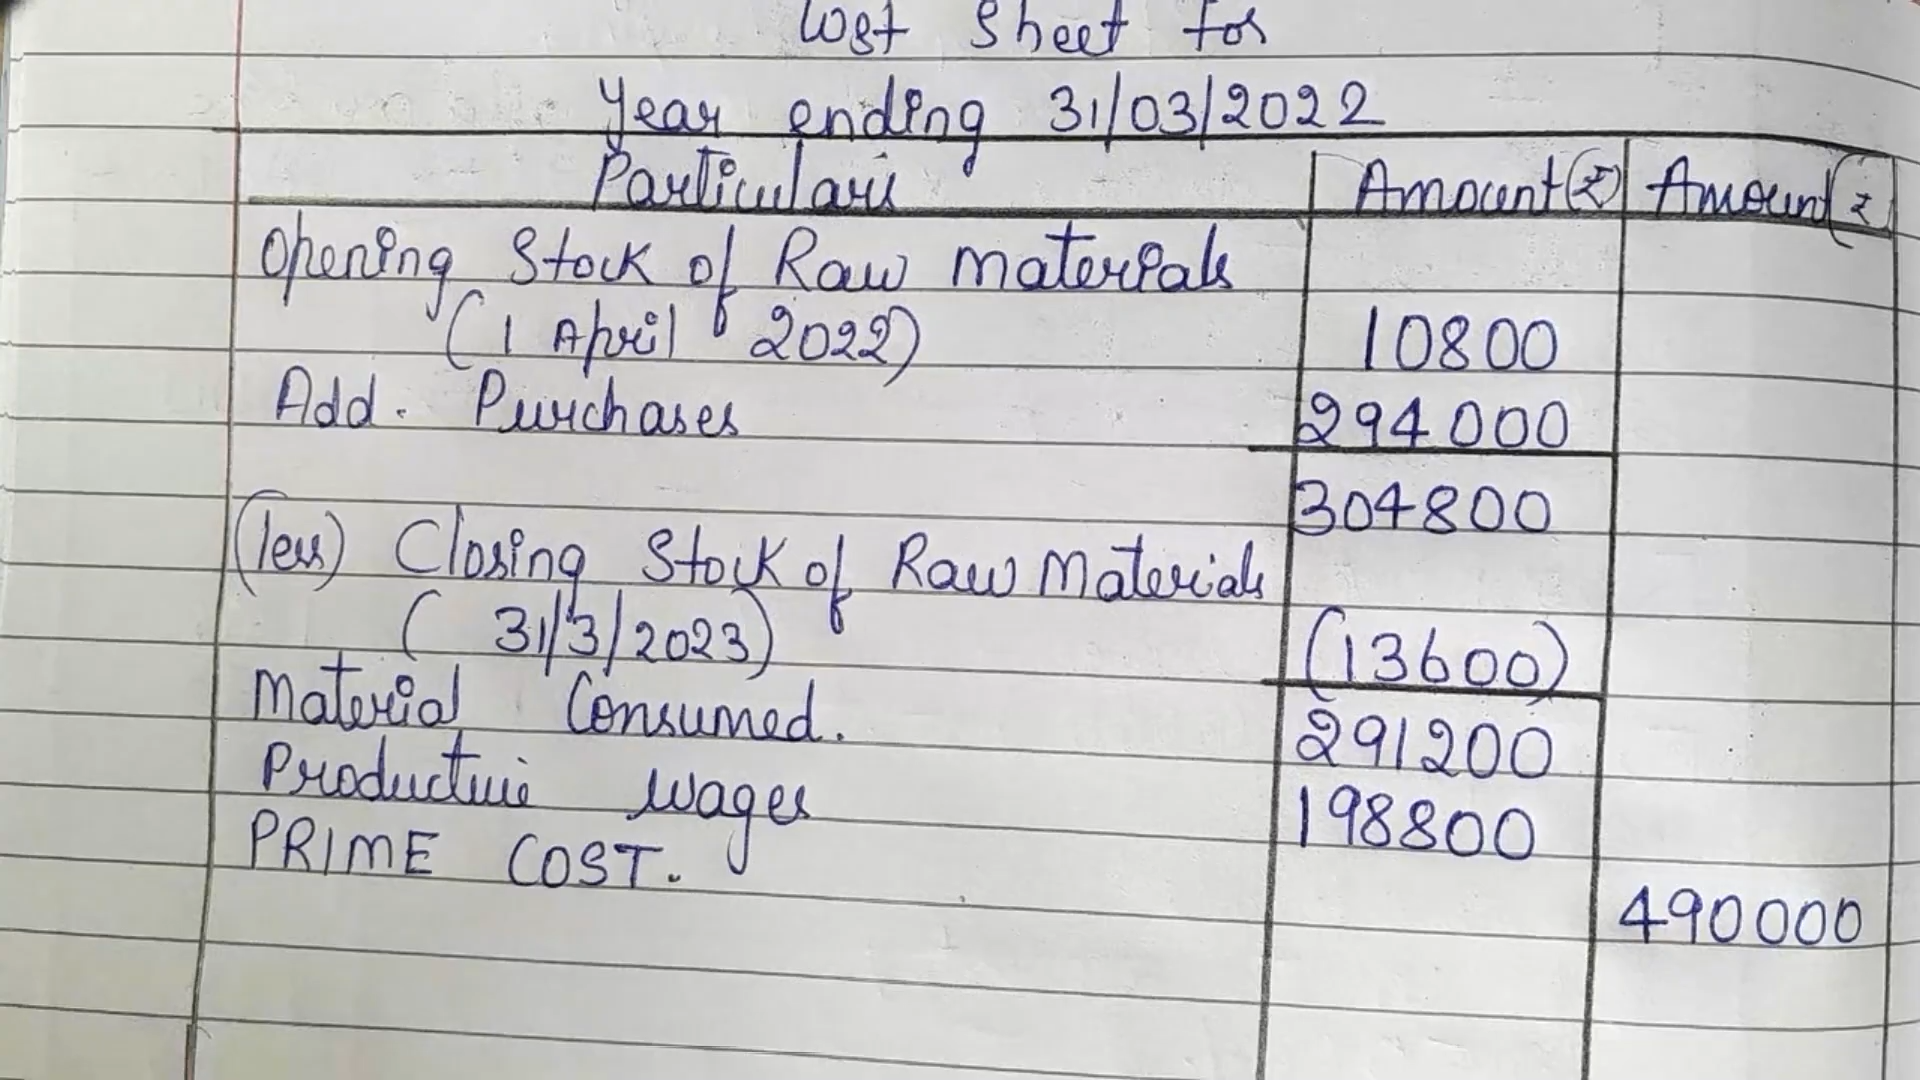 Cost Sheet for
Year ending 31/03/2022
Particulars Amount(₹) Amount(₹
Opening Stock of Raw Materials
(1 April 2022) 10800
Add. Purchases 294000
304800
(less) Closing Stock of Raw Materials
(31/3/2023) (13600)
Material Consumed. 291200
Productive wages 198800
PRIME COST. 490000